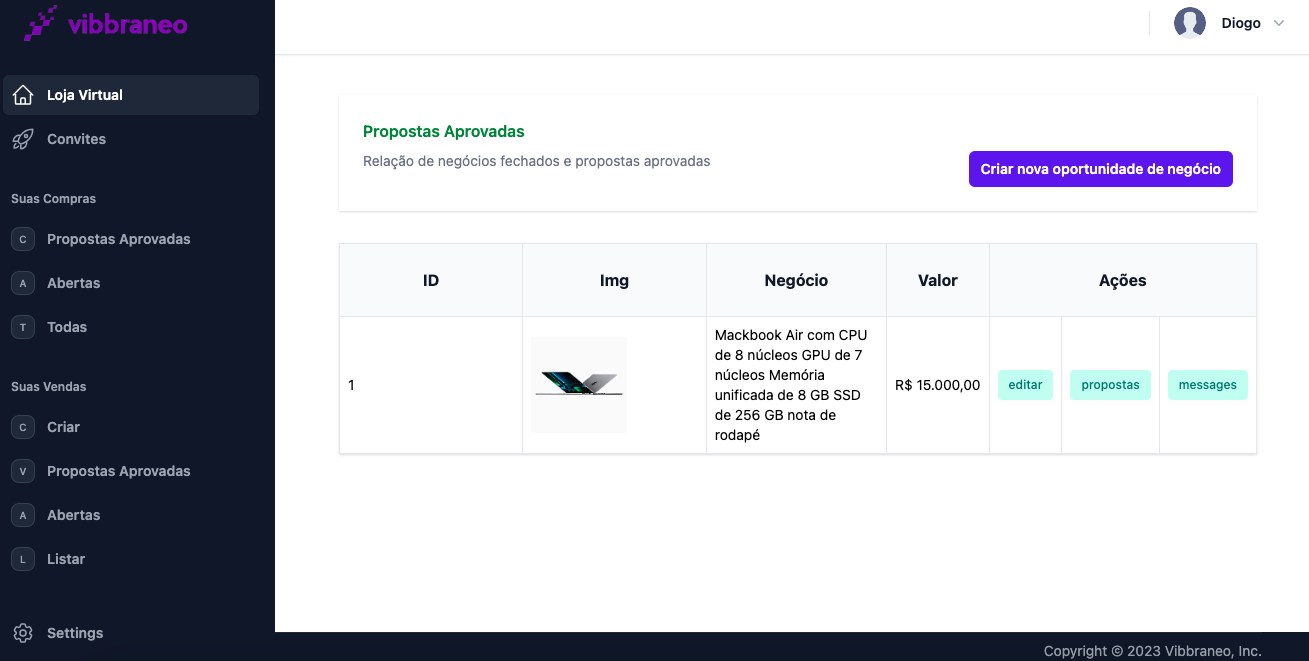 vibbraneo
Diogo
Loja Virtual
Convites
Suas Compras
C Propostas Aprovadas
A Abertas
T Todas
Suas Vendas
C Criar
V Propostas Aprovadas
A Abertas
L Listar
Settings
Propostas Aprovadas
Relação de negócios fechados e propostas aprovadas
Criar nova oportunidade de negócio
ID Img Negócio Valor Ações
1
Mackbook Air com CPU
de 8 núcleos GPU de 7
núcleos Memória
unificada de 8 GB SSD
de 256 GB nota de
rodapé
R$ 15.000,00
editar propostas messages
Copyright © 2023 Vibbraneo, Inc.